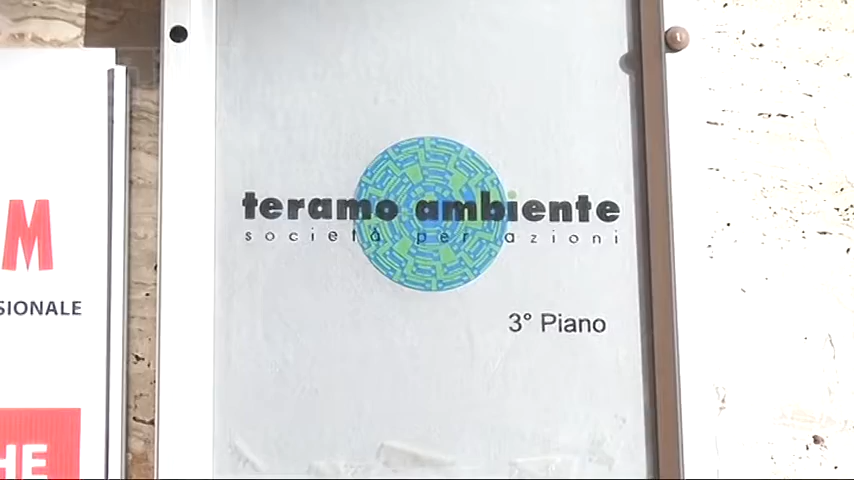 teramo ambiente
società per azioni
3° Piano
M
SIONALE
HE